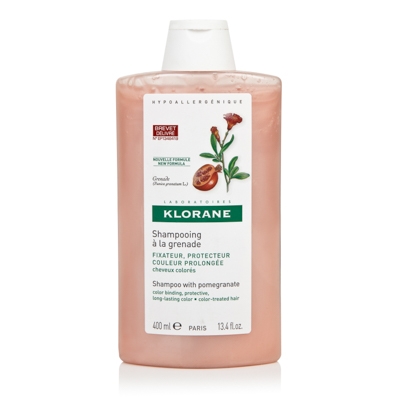 HYPOALLERGÉNIQUE
BREVET
DÉLIVRÉ
NOUVELLE FORMULE
NEW FORMULA
Grenade
(Punica granatum L.)
LABORATOIRES
KLORANE
Shampooing
à la grenade
FIXATEUR, PROTECTEUR
COULEUR PROLONGÉE
cheveux colorés
Shampoo with pomegranate
color binding, protective,
long-lasting color • color-treated hair
400 ml e PARIS 13.4 fl. oz.